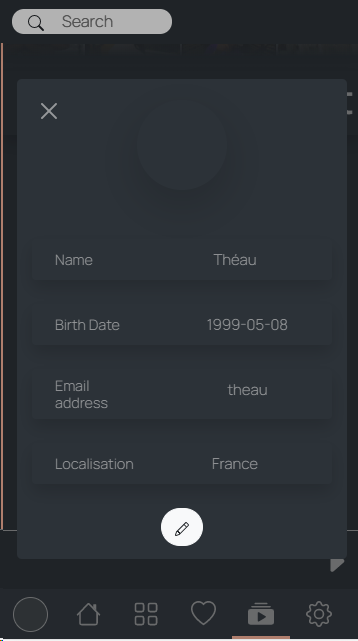 Search
Name Théau
Birth Date 1999-05-08
Email
address
theau
Localisation France